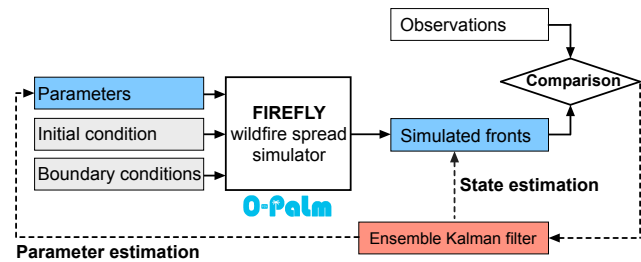 Observations
Comparison
Parameters
Initial condition
Boundary conditions
FIREFLY
wildfire spread
simulator
O-PaLm
Simulated fronts
State estimation
Ensemble Kalman filter
Parameter estimation